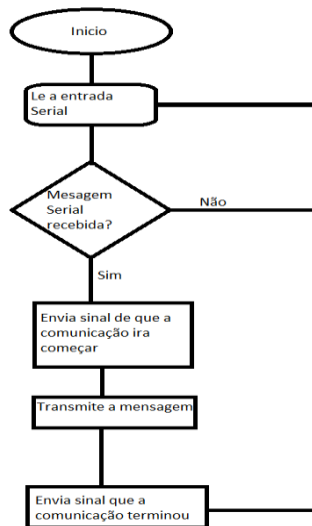 Inicio
Le a entrada
Serial
Mesagem
Serial
recebida?
Não
Sim
Envia sinal de que a
comunicação ira
começar
Transmite a mensagem
Envia sinal que a
comunicação terminou